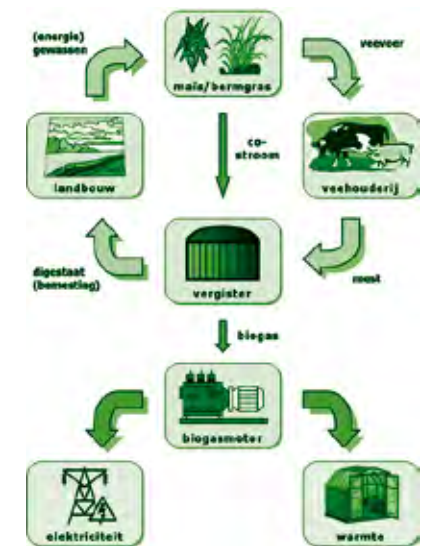 (energie)
gewassen
mais/bermgras
veevoer
landbouw
co-
stroom
veehouderij
digestaat
(bemesting)
vergister
mest
biogas
biogasmotor
elektriciteit
warmte